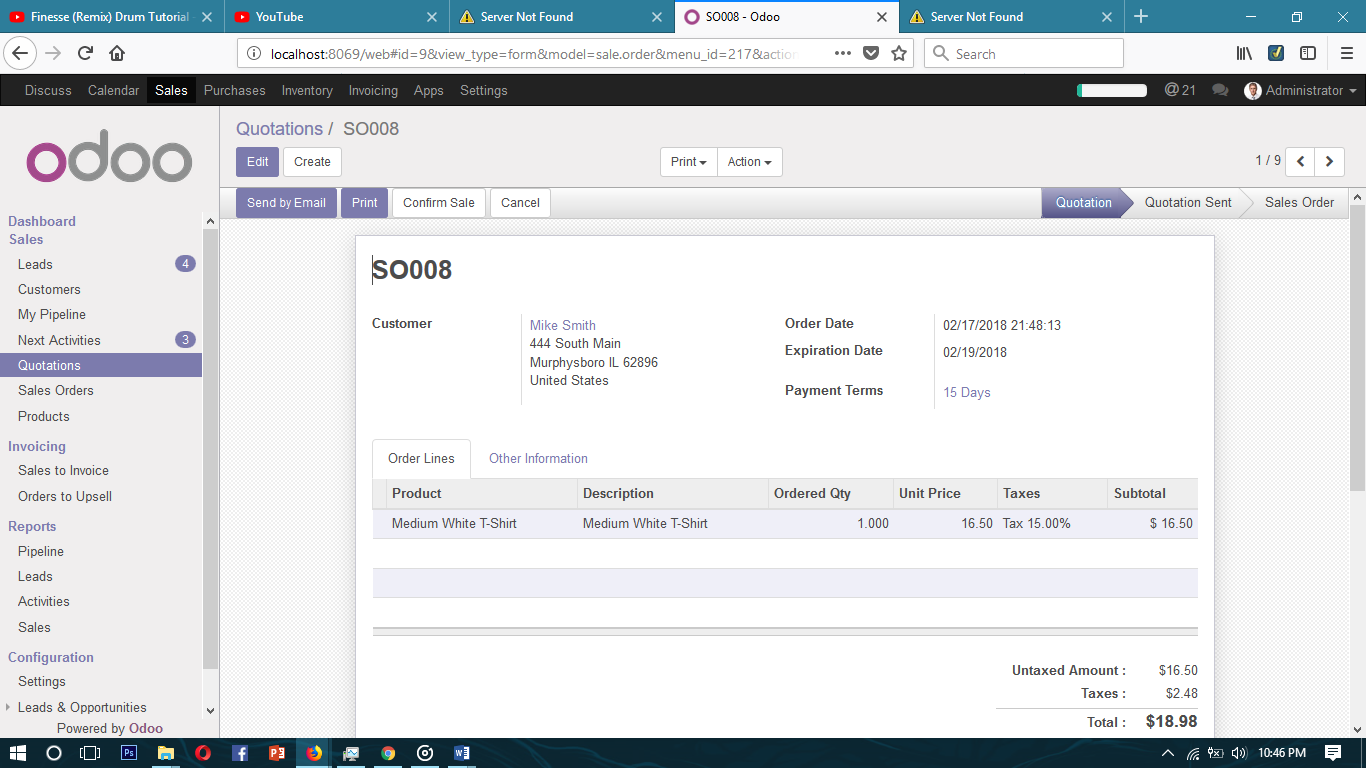 Finesse (Remix) Drum Tutorial
YouTube
Server Not Found
SO008 - Odoo
Server Not Found
localhost:8069/web#id=9&view_type=form&model=sale.order&menu_id=217&action
Search
Discuss Calendar Sales Purchases Inventory Invoicing Apps Settings
@ 21 Administrator
odoo
Quotations / SO008
Edit Create
Print Action
1 / 9
Send by Email Print Confirm Sale Cancel
Quotation Quotation Sent Sales Order
Dashboard
Sales
Leads 4
Customers
My Pipeline
Next Activities 3
Quotations
Sales Orders
Products
Invoicing
Sales to Invoice
Orders to Upsell
Reports
Pipeline
Leads
Activities
Sales
Configuration
Settings
Leads & Opportunities
Powered by Odoo
SO008
Customer
Mike Smith
444 South Main
Murphysboro IL 62896
United States
Order Date 02/17/2018 21:48:13
Expiration Date 02/19/2018
Payment Terms 15 Days
Order Lines Other Information
Product Description Ordered Qty Unit Price Taxes Subtotal
Medium White T-Shirt Medium White T-Shirt 1.000 16.50 Tax 15.00% $ 16.50
Untaxed Amount : $16.50
Taxes : $2.48
Total : $18.98
10:46 PM